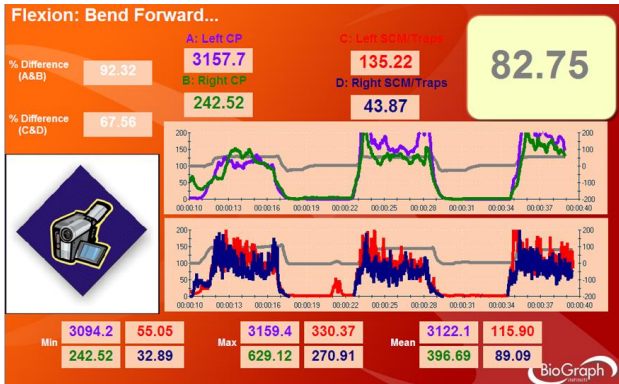 Flexion: Bend Forward...
A: Left CP
3157.7
B: Right CP
242.52
C: Left SCM/Traps
135.22
D: Right SCM/Traps
43.87
82.75
% Difference
(A&B)
92.32
% Difference
(C&D)
67.56
200
150
100
50
0
200
100
0
-100
-200
00:00:10 00:00:13 00:00:16 00:00:19 00:00:22 00:00:25 00:00:28 00:00:31 00:00:34 00:00:37 00:00:40
200
150
100
50
0
200
100
0
-100
-200
00:00:10 00:00:13 00:00:16 00:00:19 00:00:22 00:00:25 00:00:28 00:00:31 00:00:34 00:00:37 00:00:40
Min
3094.2 55.05
242.52 32.89
Max
3159.4 330.37
629.12 270.91
Mean
3122.1 115.90
396.69 89.09
BioGraph
INFINITI